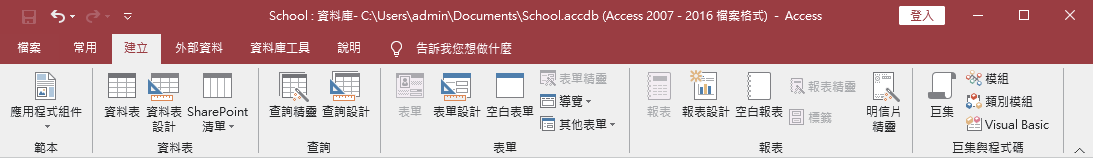 School : 資料庫- C:\Users\admin\Documents\School.accdb (Access 2007 - 2016 檔案格式) - Access
登入
檔案 常用 建立 外部資料 資料庫工具 說明 告訴我您想做什麼
應用程式組件
範本
資料表
資料表
設計
SharePoint
清單
資料表
查詢精靈
查詢設計
查詢
表單
表單設計
空白表單
表單精靈
導覽
其他表單
表單
報表
報表設計
空白報表
報表精靈
標籤
明信片
精靈
報表
巨集
模組
類別模組
Visual Basic
巨集與程式碼